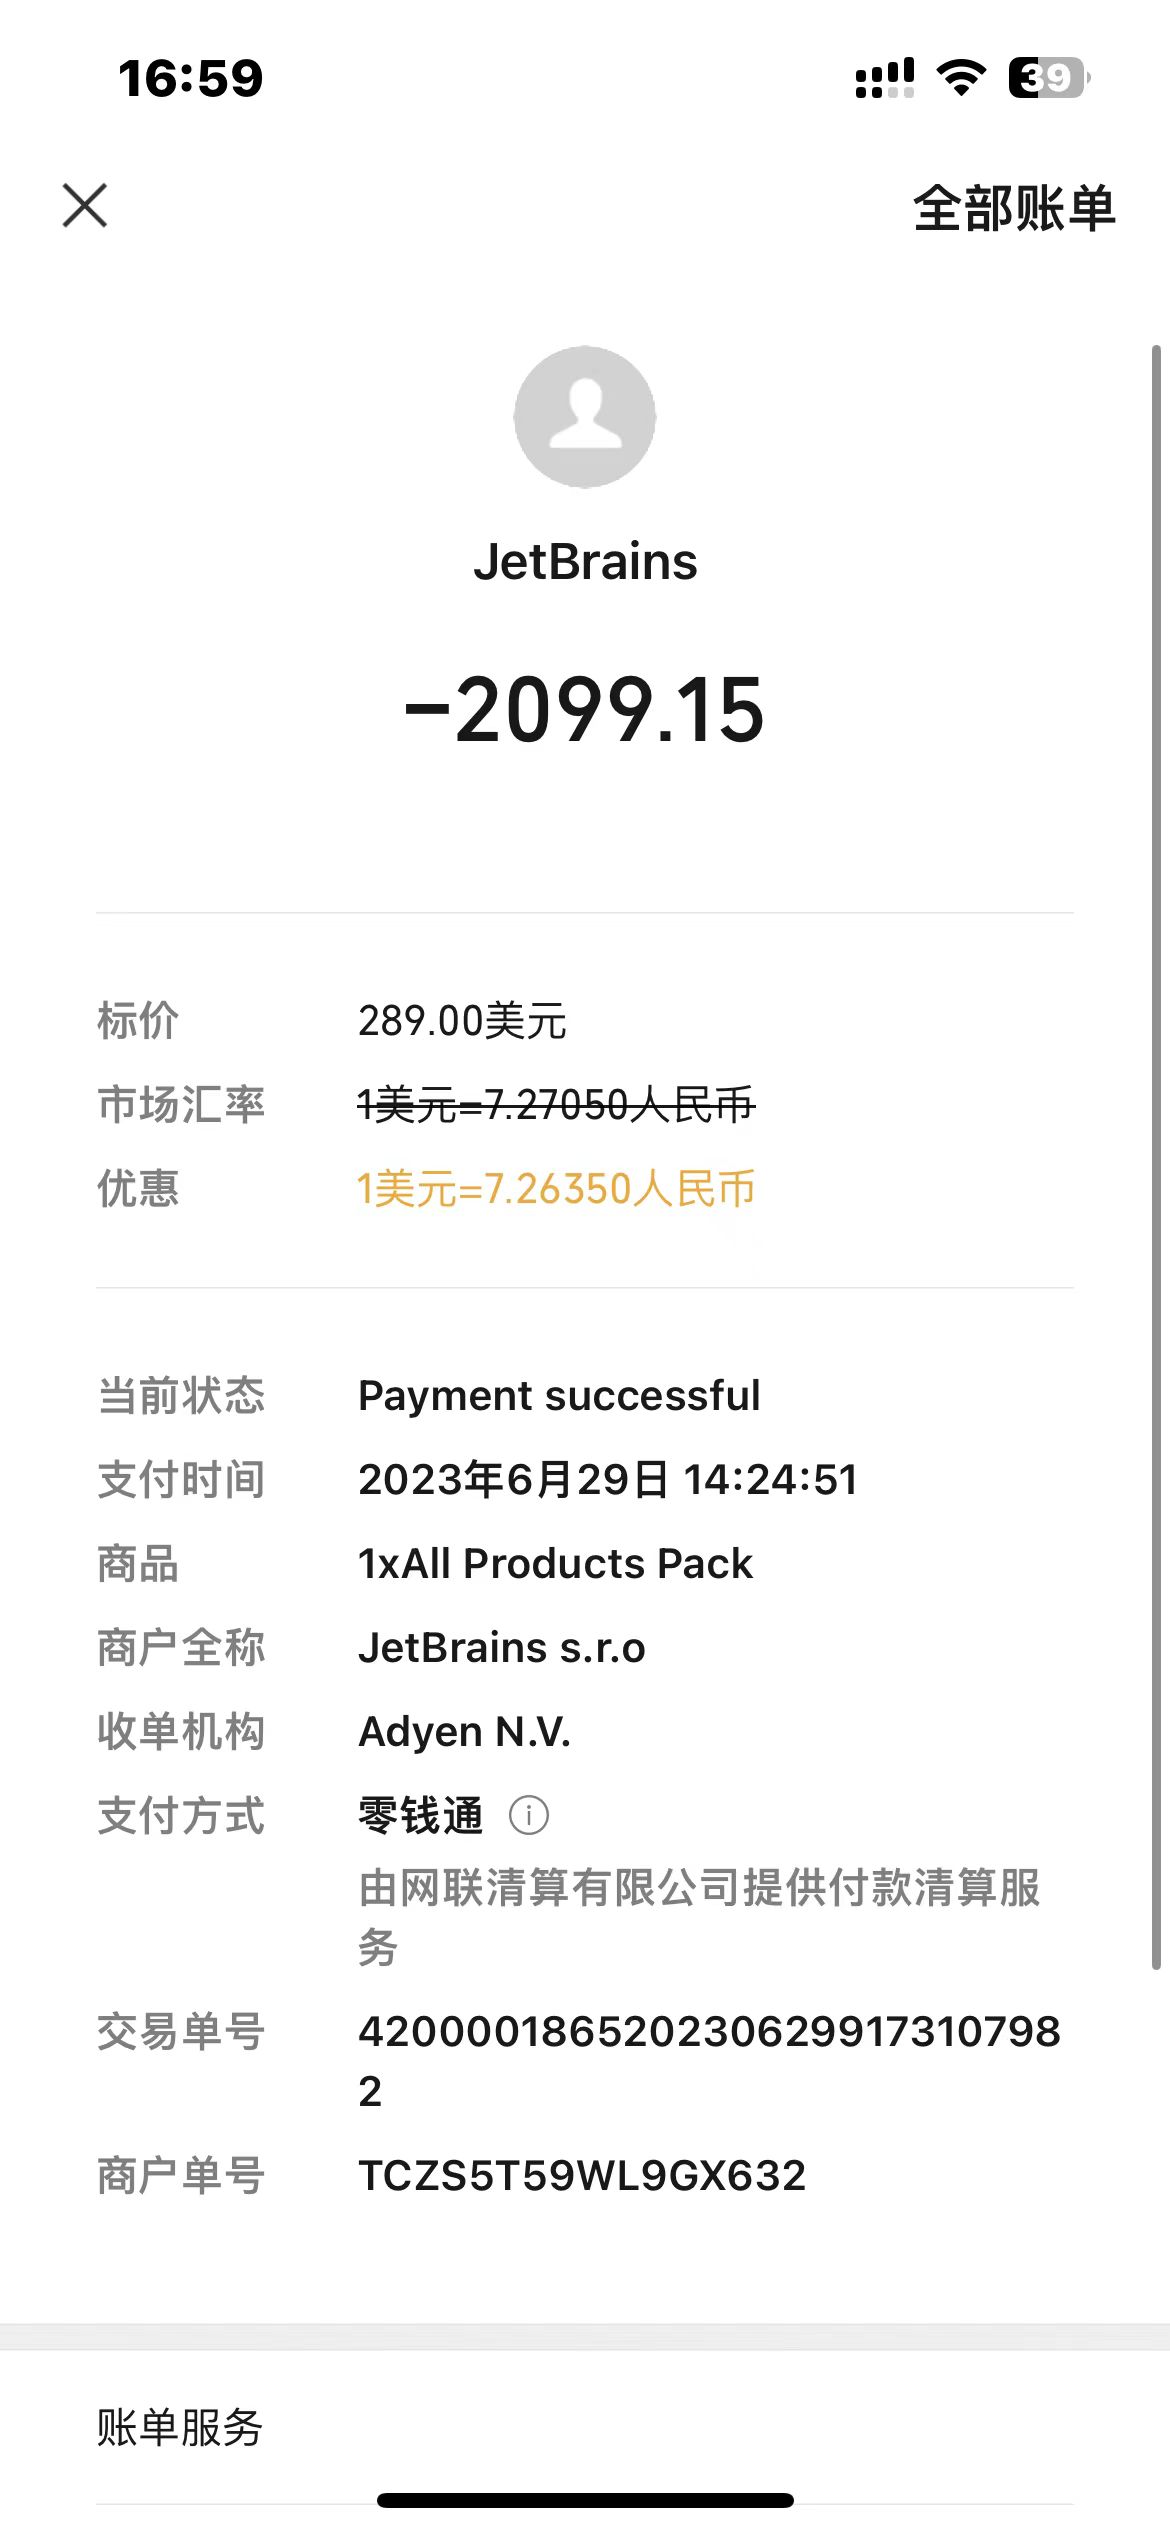 16:59
39
全部账单
JetBrains
-2099.15
标价 289.00美元
市场汇率 1美元=7.27050人民币
优惠 1美元=7.26350人民币
当前状态 Payment successful
支付时间 2023年6月29日 14:24:51
商品 1xAll Products Pack
商户全称 JetBrains s.r.o
收单机构 Adyen N.V.
支付方式 零钱通
由网联清算有限公司提供付款清算服
务
交易单号 420000186520230629917310798
2
商户单号 TCZS5T59WL9GX632
账单服务